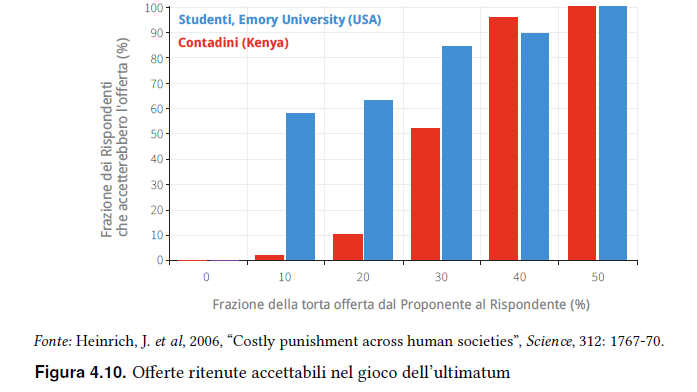 Studenti, Emory University (USA)
Contadini (Kenya)
Frazione dei Rispondenti
che accetterebbero l'offerta (%)
100
90
80
70
60
50
40
30
20
10
0
0 10 20 30 40 50
Frazione della torta offerta dal Proponente al Rispondente (%)
Fonte: Heinrich, J. et al, 2006, “Costly punishment across human societies”, Science, 312: 1767-70.
Figura 4.10. Offerte ritenute accettabili nel gioco dell’ultimatum